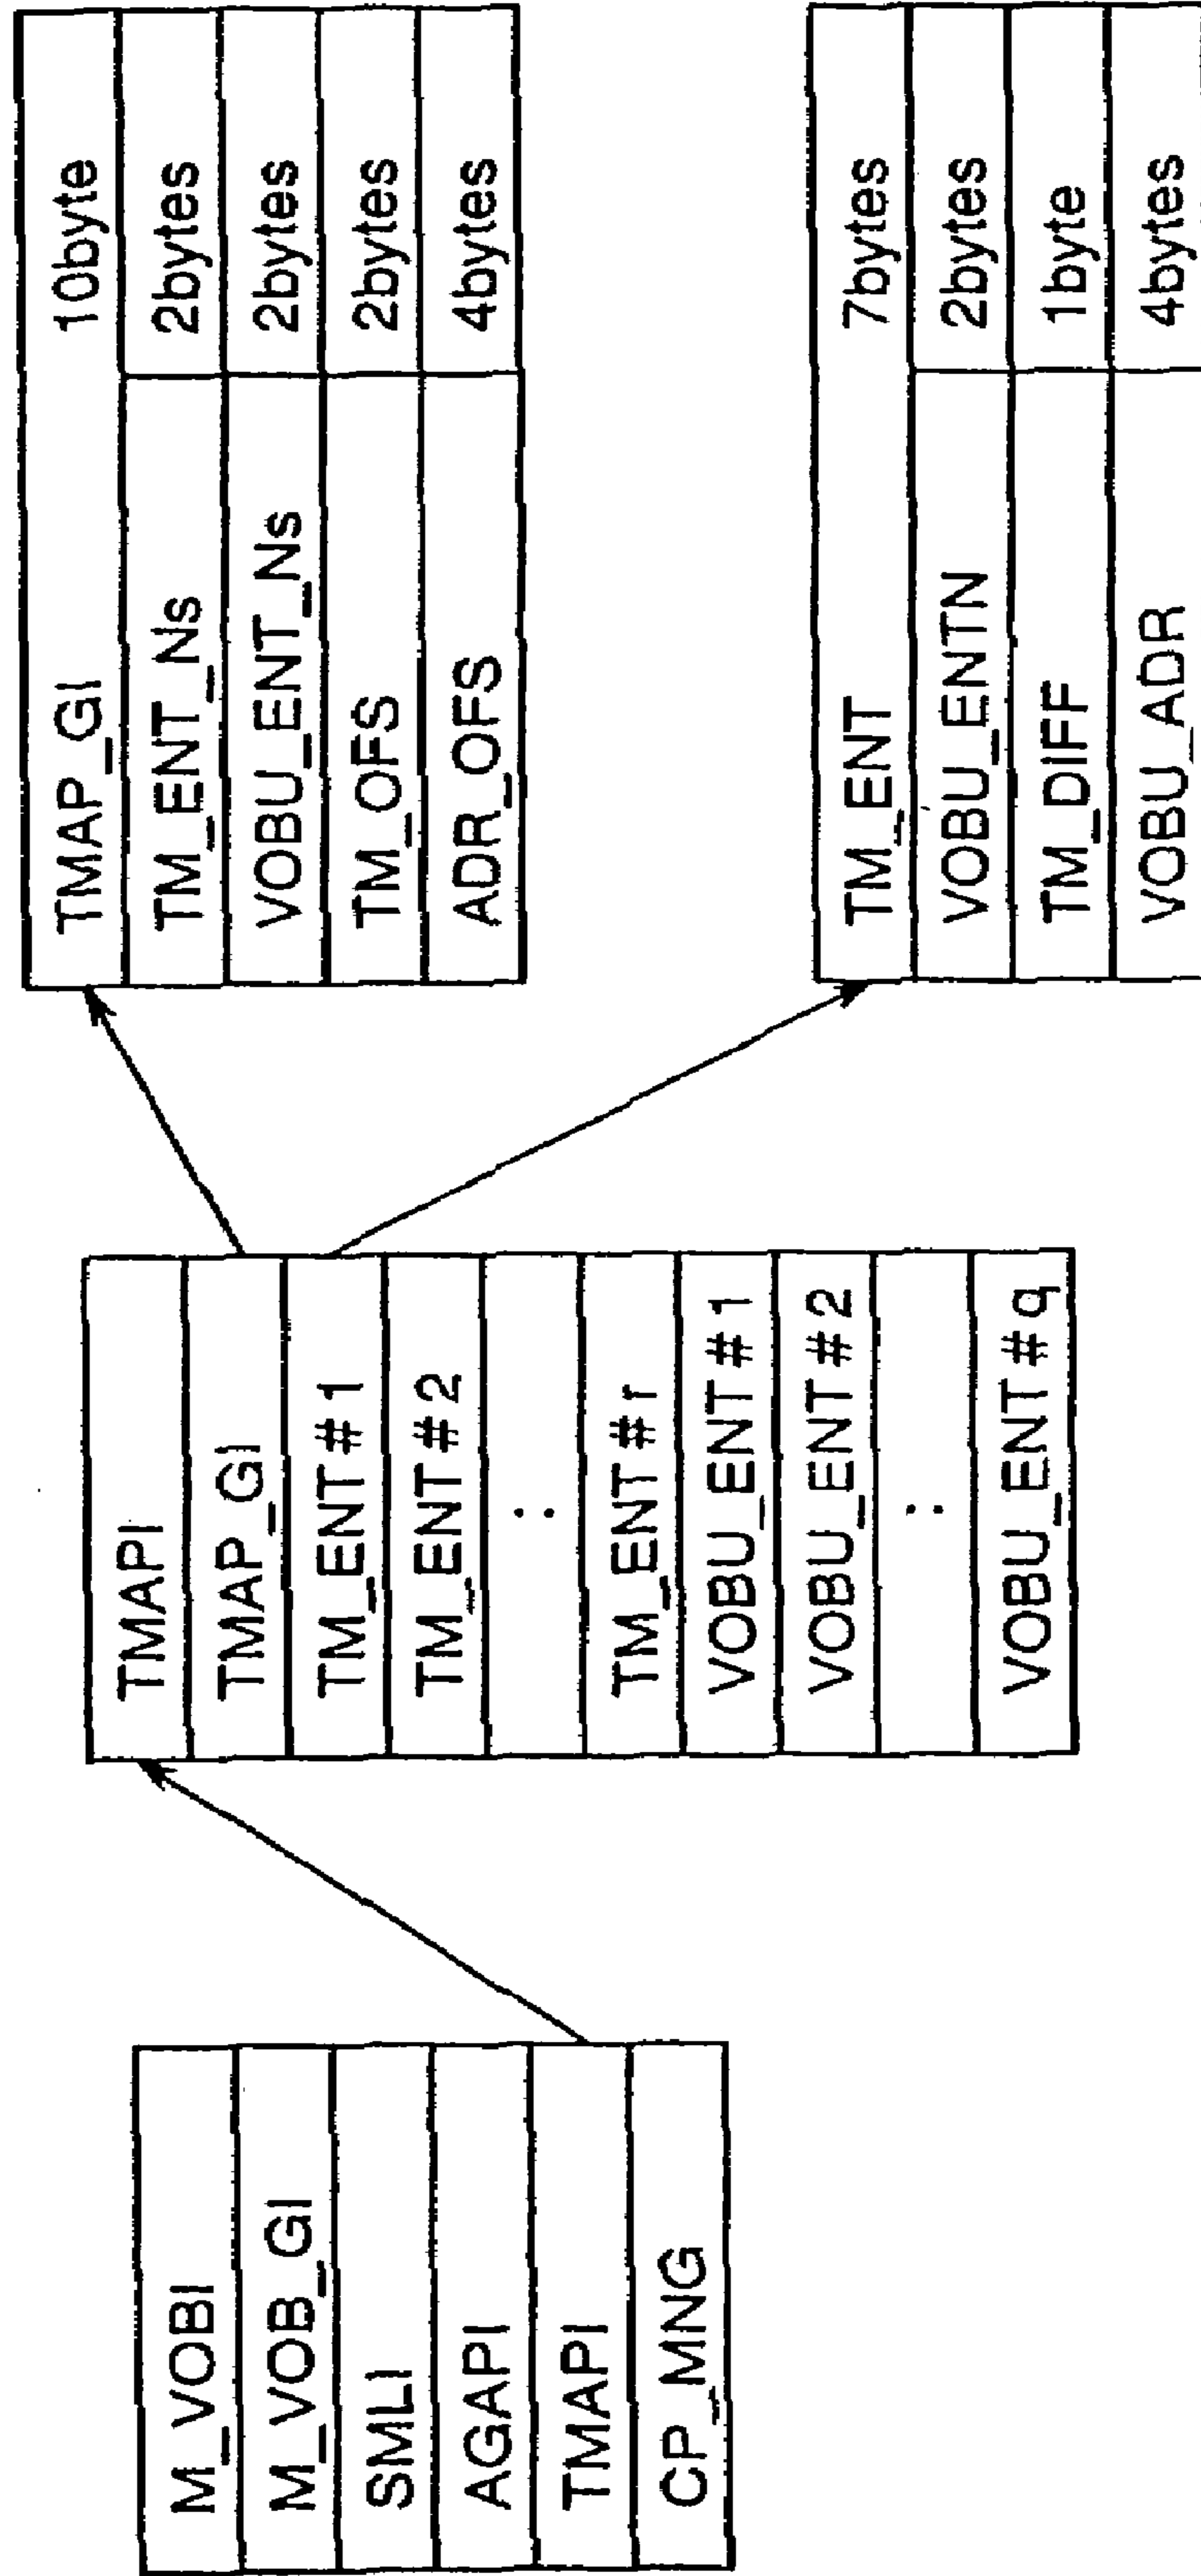 M_VOBI
M_VOB_GI
SMLI
AGAPI
TMAPI
CP_MNG
TMAPI
TMAP_GI
TM_ENT#1
TM_ENT#2
:
TM_ENT#r
VOBU_ENT#1
VOBU_ENT#2
:
VOBU_ENT#q
TMAP_GI 10byte
TM_ENT_Ns 2bytes
VOBU_ENT_Ns 2bytes
TM_OFS 2bytes
ADR_OFS 4bytes
TM_ENT 7bytes
VOBU_ENTN 2bytes
TM_DIFF 1byte
VOBU_ADR 4bytes